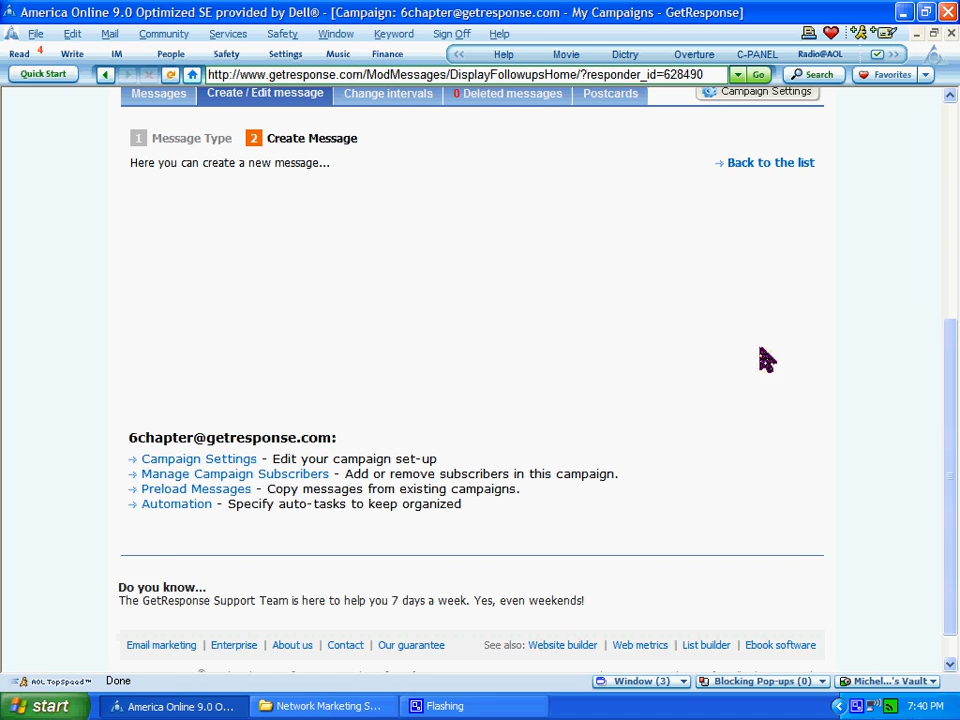 America Online 9.0 Optimized SE provided by Dell® - [Campaign: 6chapter@getresponse.com - My Campaigns - GetResponse]
File Edit Mail Community Services Safety Window Keyword Sign Off Help
Read 4 Write IM People Safety Settings Music Finance << Help Movie Dictry Overture C-PANEL Radio@AOL >>
Quick Start http://www.getresponse.com/ModMessages/DisplayFollowupsHome/?responder_id=628490 Go Search Favorites
Messages Create / Edit message Change intervals 0 Deleted messages Postcards Campaign Settings
1 Message Type 2 Create Message
Here you can create a new message... Back to the list
6chapter@getresponse.com:
Campaign Settings - Edit your campaign set-up
Manage Campaign Subscribers - Add or remove subscribers in this campaign.
Preload Messages - Copy messages from existing campaigns.
Automation - Specify auto-tasks to keep organized
Do you know...
The GetResponse Support Team is here to help you 7 days a week. Yes, even weekends!
Email marketing | Enterprise | About us | Contact | Our guarantee See also: Website builder | Web metrics | List builder | Ebook software
AOL TopSpeed™ Done Window (3) Blocking Pop-ups (0) Michel...'s Vault
start America Online 9.0 O... Network Marketing S... Flashing 7:40 PM